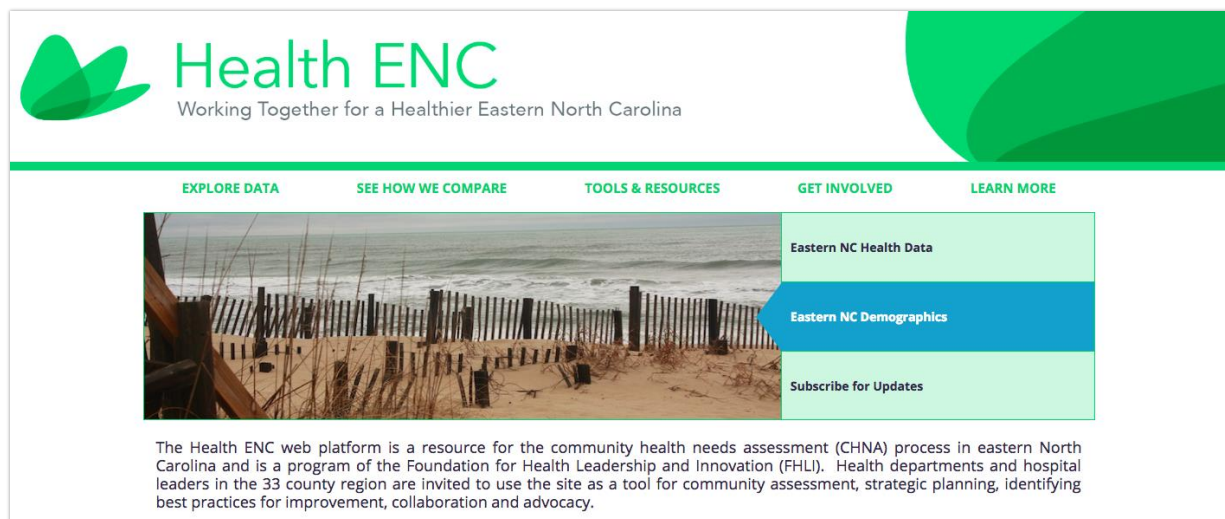 Health ENC
Working Together for a Healthier Eastern North Carolina
EXPLORE DATA SEE HOW WE COMPARE TOOLS & RESOURCES GET INVOLVED LEARN MORE
Eastern NC Health Data
Eastern NC Demographics
Subscribe for Updates
The Health ENC web platform is a resource for the community health needs assessment (CHNA) process in eastern North
Carolina and is a program of the Foundation for Health Leadership and Innovation (FHLI). Health departments and hospital
leaders in the 33 county region are invited to use the site as a tool for community assessment, strategic planning, identifying
best practices for improvement, collaboration and advocacy.